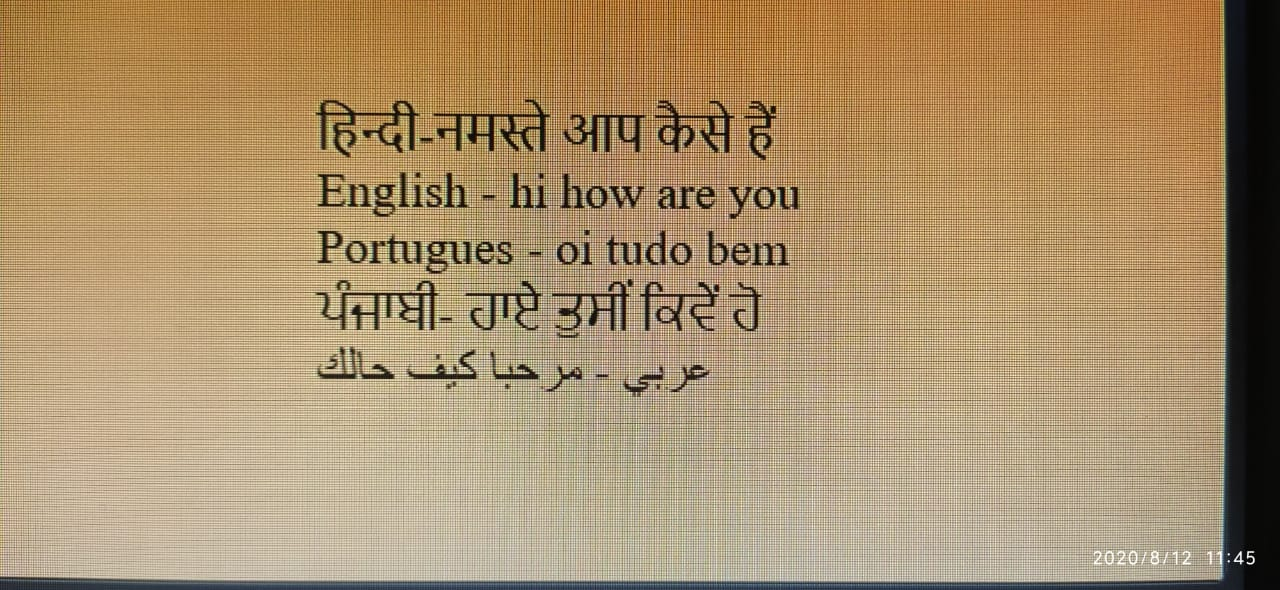 हिन्दी-नमस्ते आप कैसे हैं
English - hi how are you
Portugues - oi tudo bem
ਪੰਜਾਬੀ- ਹਾਏ ਤੁਸੀਂ ਕਿਵੇਂ ਹੋ
عربي - مرحبا كيف حالك
2020/8/12 11:45